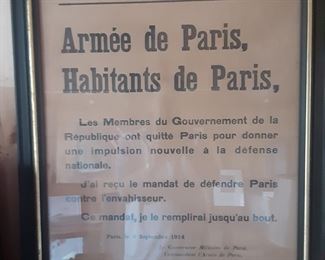 Armée de Paris,
Habitants de Paris,
Les Membres du Gouvernement de la
République ont quitté Paris pour donner
une impulsion nouvelle à la défense
nationale.
J'ai reçu le mandat de défendre Paris
contre l'envahisseur.
Ce mandat, je le remplirai jusqu'au bout.
Paris, le Septembre 1914
Le Gouverneur Militaire de Paris,
Commandant l'Armée de Paris,